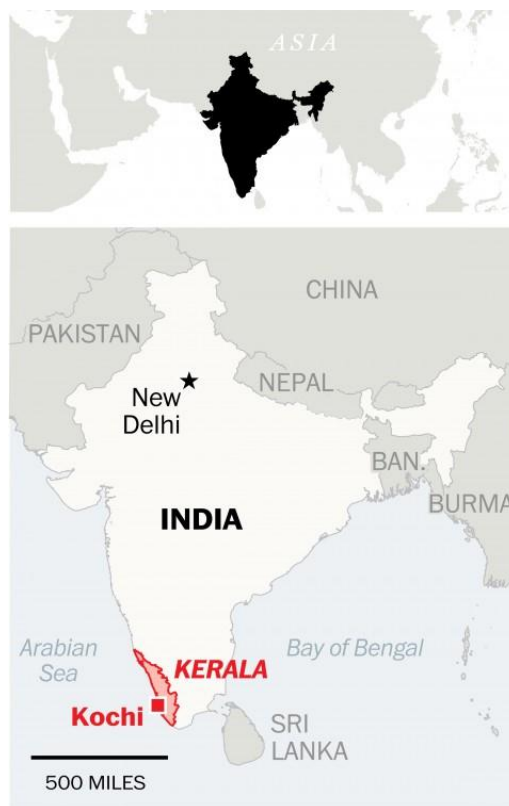 ASIA
CHINA
PAKISTAN
NEPAL
New
Delhi
BAN.
BURMA
INDIA
Arabian
Sea
KERALA
Bay of Bengal
Kochi
SRI
LANKA
500 MILES